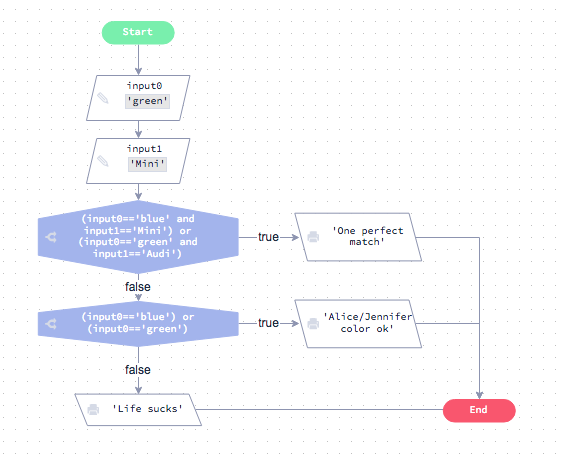 Start
input0
'green'
input1
'Mini'
(input0=='blue' and
input1=='Mini') or
(input0=='green' and
input1=='Audi')
true
'One perfect
match'
false
(input0=='blue') or
(input0=='green')
true
'Alice/Jennifer
color ok'
false
'Life sucks'
End